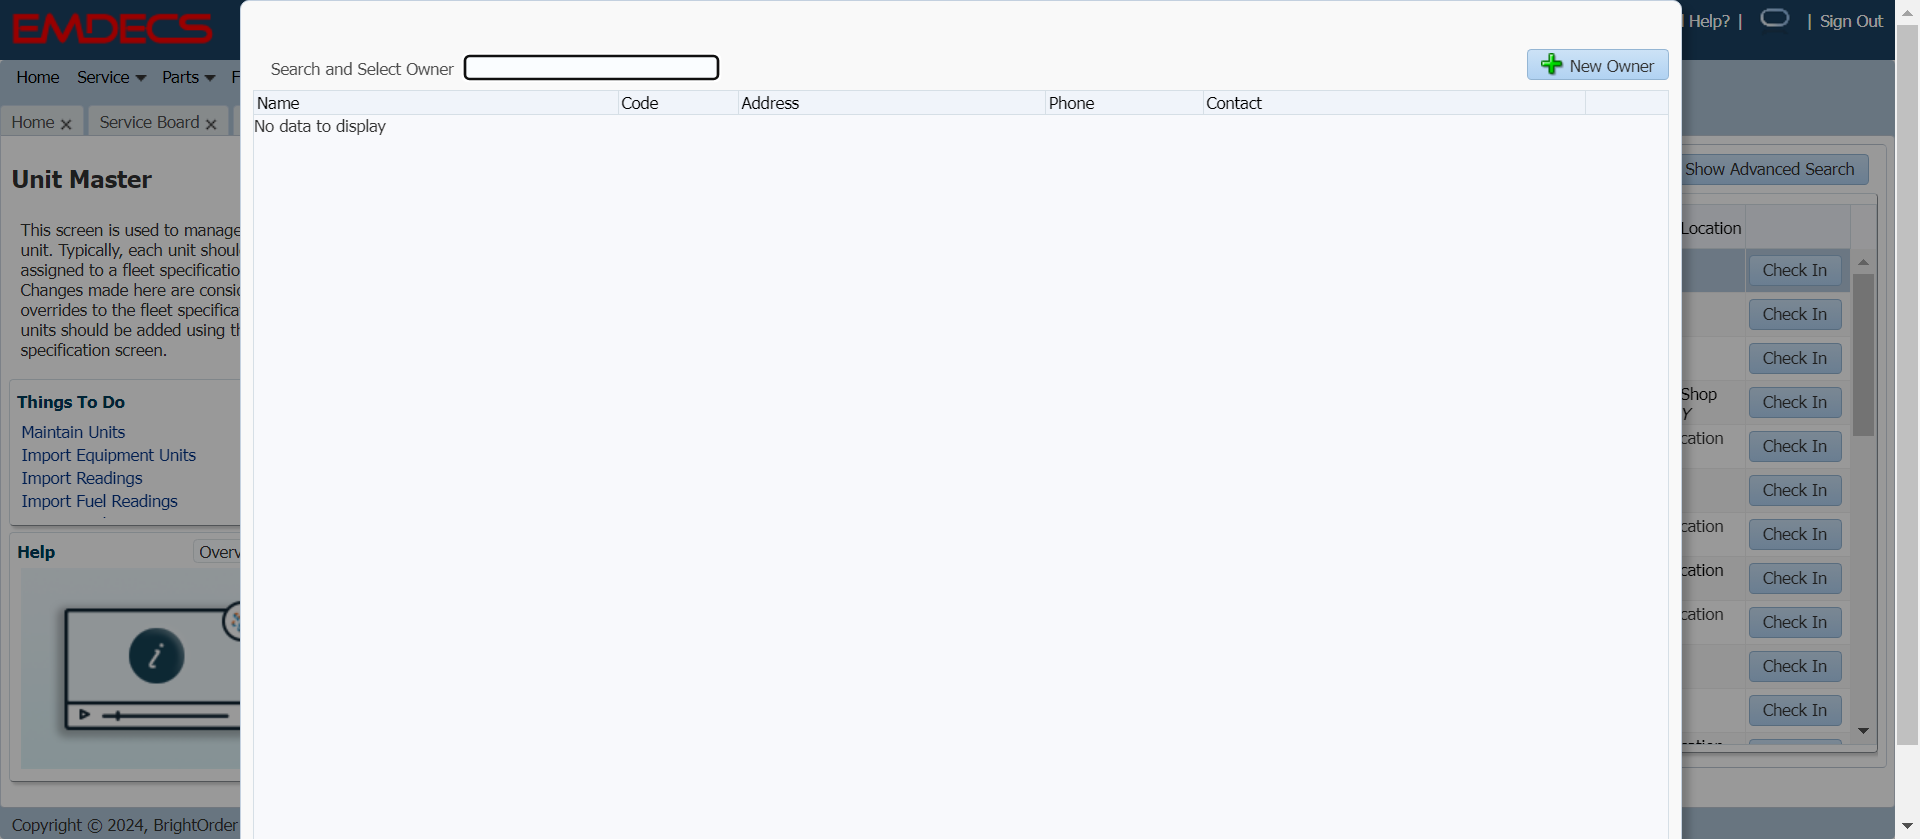 EMDECS
Help? |
| Sign Out
Home Service Parts F
Home Service Board
Search and Select Owner
New Owner
Name Code Address Phone Contact
No data to display
Unit Master
This screen is used to manage
unit. Typically, each unit shoul
assigned to a fleet specificatio
Changes made here are consid
overrides to the fleet specifica
units should be added using th
specification screen.
Things To Do
Maintain Units
Import Equipment Units
Import Readings
Import Fuel Readings
Help Overv
i
Show Advanced Search
Location
Check In
Check In
Check In
Shop
Y
Check In
cation
Check In
Check In
cation
Check In
cation
Check In
cation
Check In
Check In
Check In
Copyright © 2024, BrightOrder